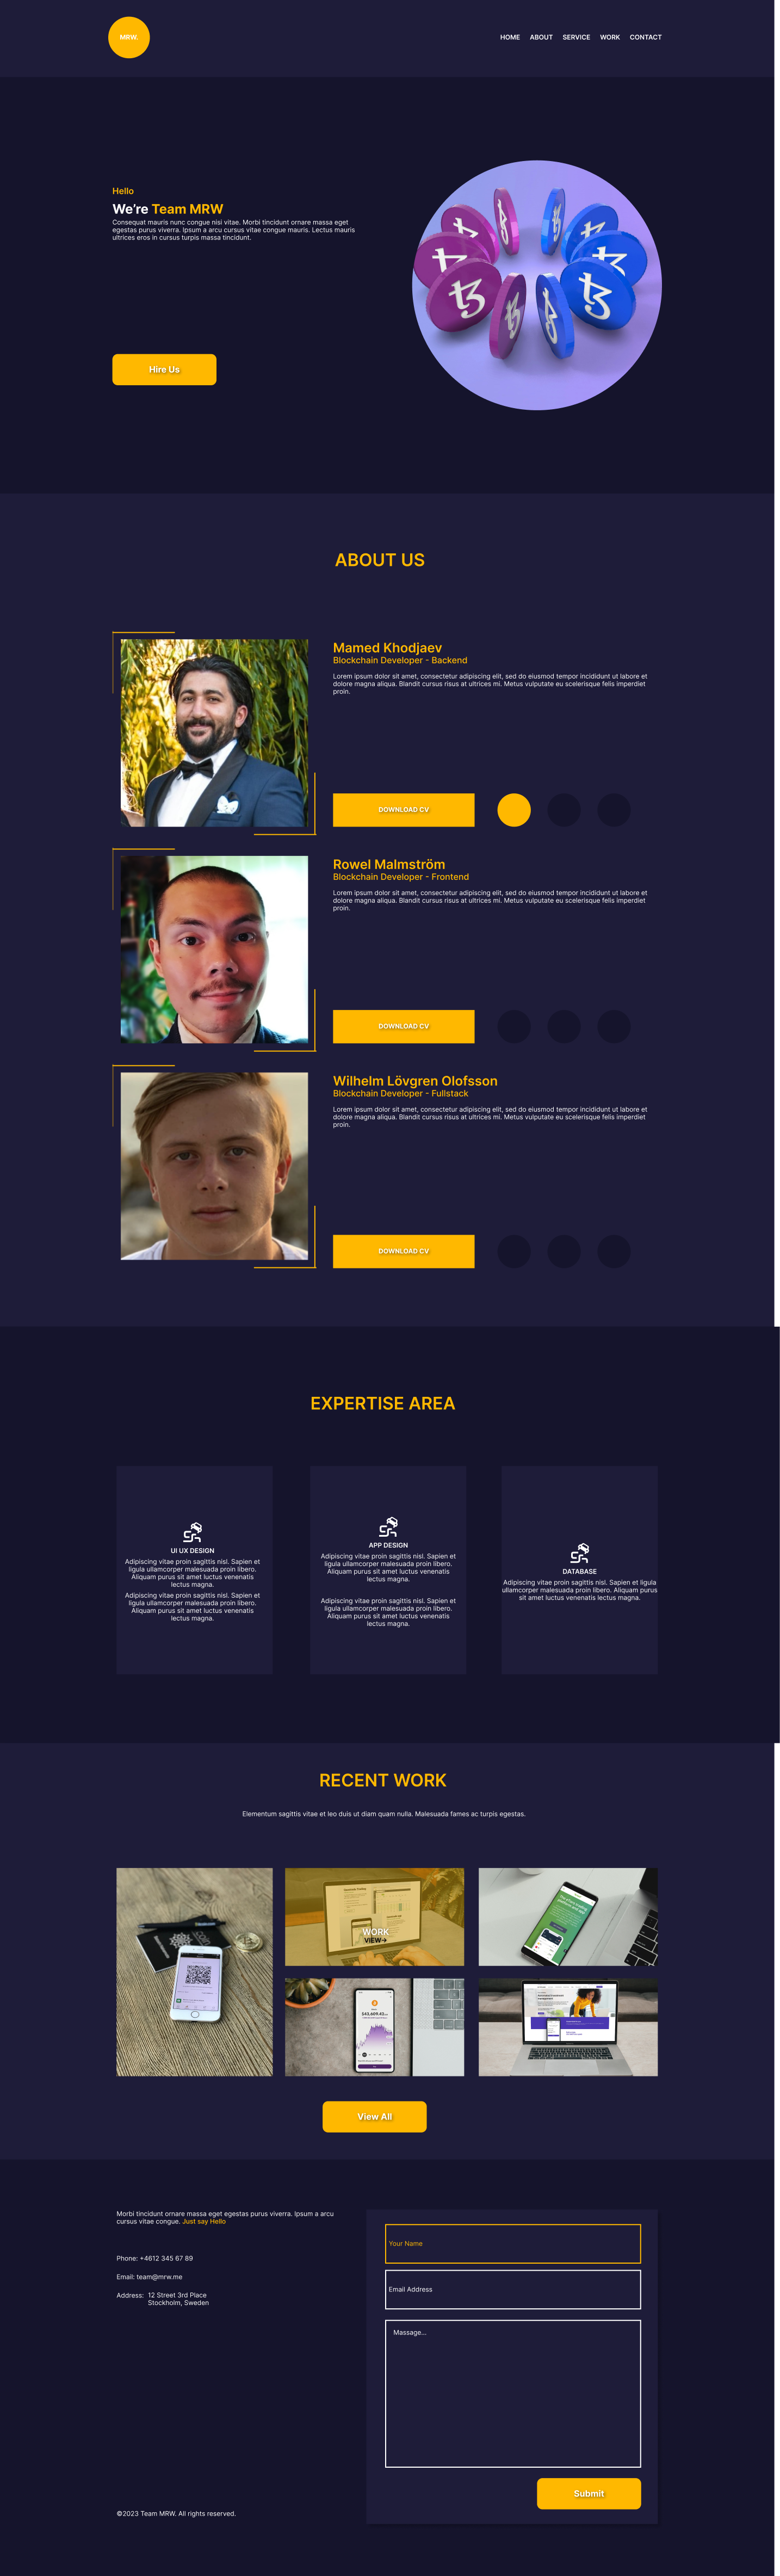 MRW.
HOME ABOUT SERVICE WORK CONTACT
Hello
We're Team MRW
Consequat mauris nunc congue nisi vitae. Morbi tincidunt ornare massa eget
egestas purus viverra. Ipsum a arcu cursus vitae congue mauris. Lectus mauris
ultrices eros in cursus turpis massa tincidunt.
Hire Us
ABOUT US
Mamed Khodjaev
Blockchain Developer - Backend
Lorem ipsum dolor sit amet, consectetur adipiscing elit, sed do eiusmod tempor incididunt ut labore et
dolore magna aliqua. Blandit cursus risus at ultrices mi. Metus vulputate eu scelerisque felis imperdiet
proin.
DOWNLOAD CV
Rowel Malmström
Blockchain Developer - Frontend
Lorem ipsum dolor sit amet, consectetur adipiscing elit, sed do eiusmod tempor incididunt ut labore et
dolore magna aliqua. Blandit cursus risus at ultrices mi. Metus vulputate eu scelerisque felis imperdiet
proin.
DOWNLOAD CV
Wilhelm Lövgren Olofsson
Blockchain Developer - Fullstack
Lorem ipsum dolor sit amet, consectetur adipiscing elit, sed do eiusmod tempor incididunt ut labore et
dolore magna aliqua. Blandit cursus risus at ultrices mi. Metus vulputate eu scelerisque felis imperdiet
proin.
DOWNLOAD CV
EXPERTISE AREA
UI UX DESIGN
Adipiscing vitae proin sagittis nisl. Sapien et
ligula ullamcorper malesuada proin libero.
Aliquam purus sit amet luctus venenatis
lectus magna.
Adipiscing vitae proin sagittis nisl. Sapien et
ligula ullamcorper malesuada proin libero.
Aliquam purus sit amet luctus venenatis
lectus magna.
APP DESIGN
Adipiscing vitae proin sagittis nisl. Sapien et
ligula ullamcorper malesuada proin libero.
Aliquam purus sit amet luctus venenatis
lectus magna.
Adipiscing vitae proin sagittis nisl. Sapien et
ligula ullamcorper malesuada proin libero.
Aliquam purus sit amet luctus venenatis
lectus magna.
DATABASE
Adipiscing vitae proin sagittis nisl. Sapien et ligula
ullamcorper malesuada proin libero. Aliquam purus
sit amet luctus venenatis lectus magna.
RECENT WORK
Elementum sagittis vitae et leo duis ut diam quam nulla. Malesuada fames ac turpis egestas.
WORK
VIEW→
View All
Morbi tincidunt ornare massa eget egestas purus viverra. Ipsum a arcu
cursus vitae congue. Just say Hello
Phone: +4612 345 67 89
Email: team@mrw.me
Address: 12 Street 3rd Place
Stockholm, Sweden
©2023 Team MRW. All rights reserved.
Your Name
Email Address
Massage...
Submit